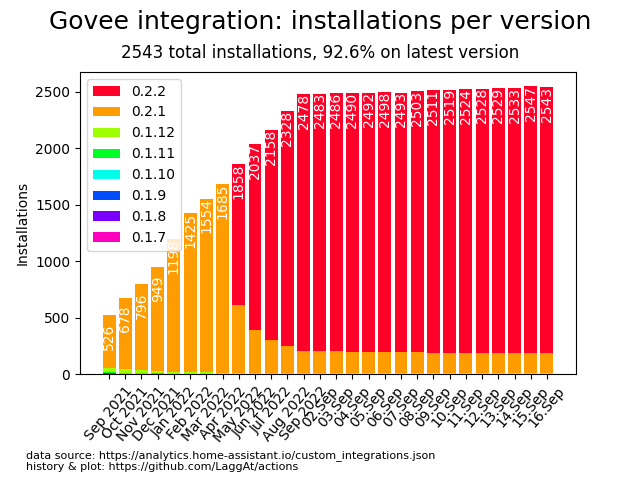 Govee integration: installations per version
2543 total installations, 92.6% on latest version
Installations
2500
2000
1500
1000
500
0
0.2.2
0.2.1
0.1.12
0.1.11
0.1.10
0.1.9
0.1.8
0.1.7
526
678
796
949
1198
1425
1554
1685
1858
2037
2158
2328
2478
2483
2486
2490
2492
2498
2493
2503
2511
2519
2524
2528
2529
2533
2547
2543
Sep 2021
Oct 2021
Nov 2021
Dec 2021
Jan 2022
Feb 2022
Mar 2022
Apr 2022
May 2022
Jun 2022
Jul 2022
Aug 2022
Sep 2022
02.Sep
03.Sep
04.Sep
05.Sep
06.Sep
07.Sep
08.Sep
09.Sep
10.Sep
11.Sep
12.Sep
13.Sep
14.Sep
15.Sep
16.Sep
data source: https://analytics.home-assistant.io/custom_integrations.json
history & plot: https://github.com/LaggAt/actions